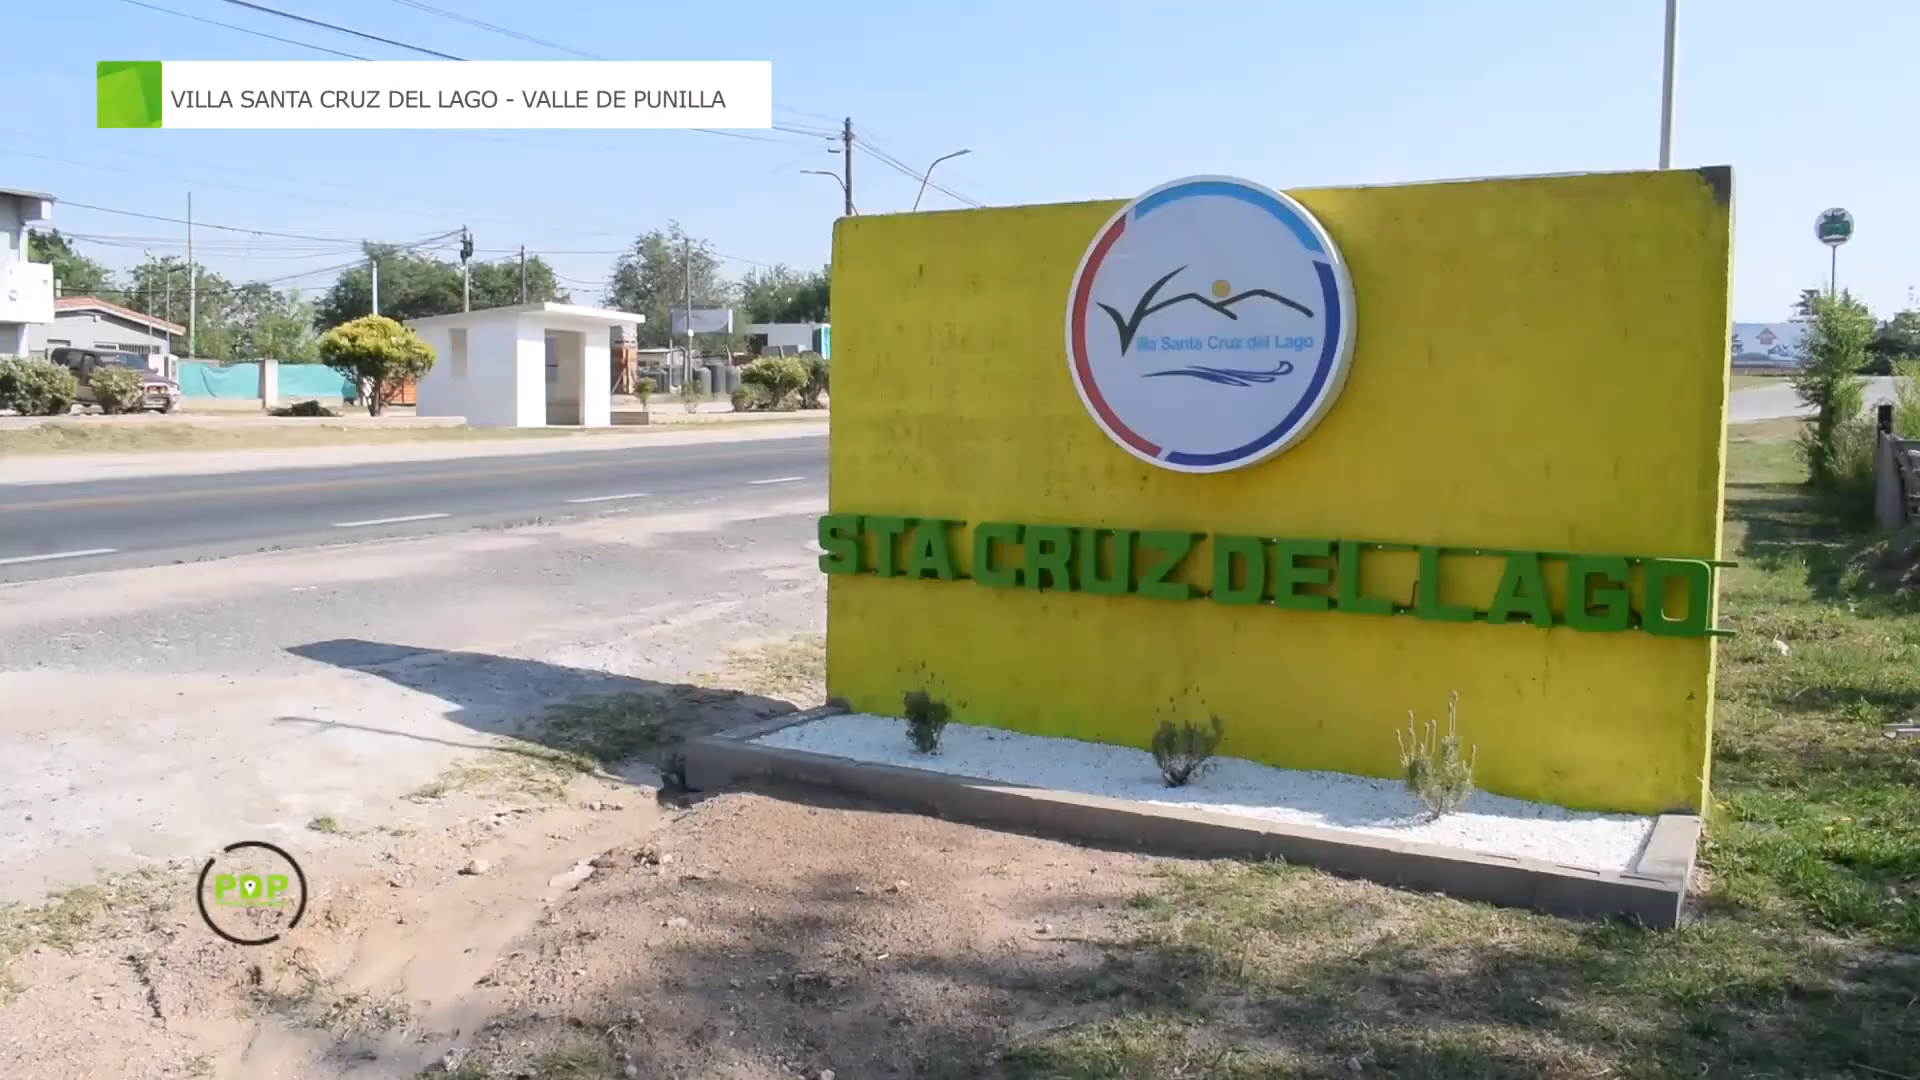 VILLA SANTA CRUZ DEL LAGO - VALLE DE PUNILLA
Villa Santa Cruz del Lago
STA CRUZ DEL LAGO
POP